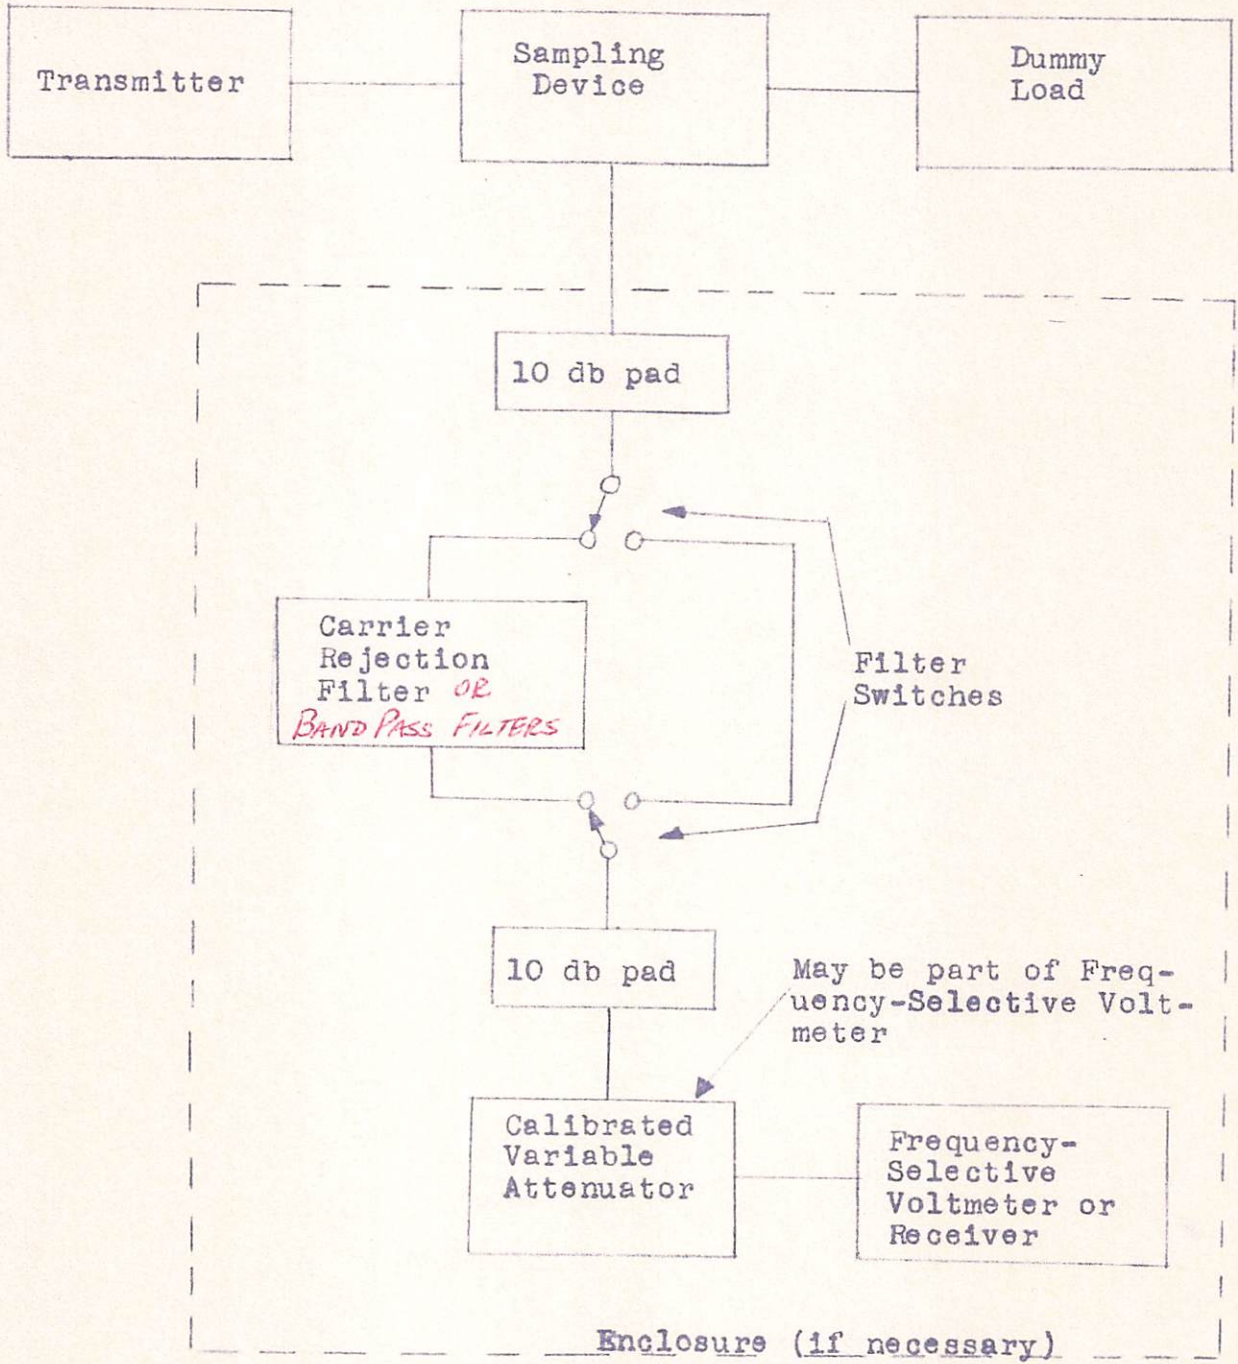 Transmitter
Sampling
Device
Dummy
Load
10 db pad
Carrier
Rejection
Filter OR
BAND PASS FILTERS
Filter
Switches
10 db pad
May be part of Freq-
uency-Selective Volt-
meter
Calibrated
Variable
Attenuator
Frequency-
Selective
Voltmeter or
Receiver
Enclosure (if necessary)